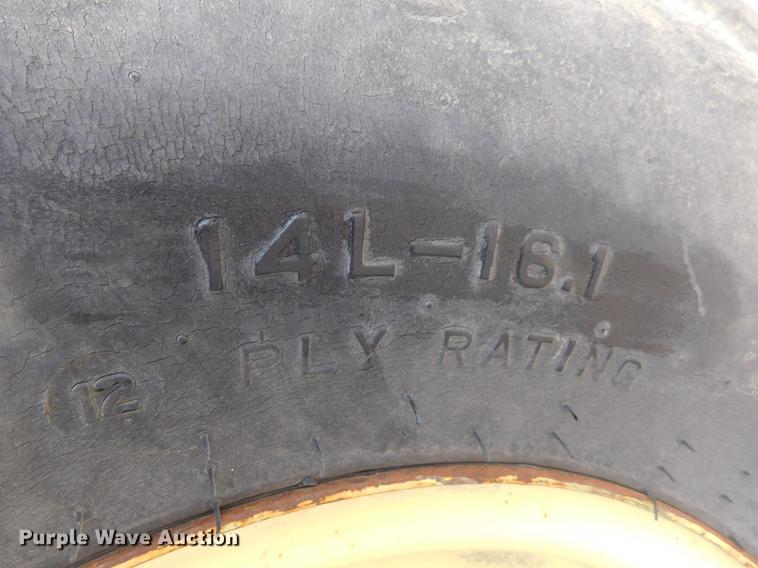 14L-16.1
12 PLY RATING
Purple Wave Auction